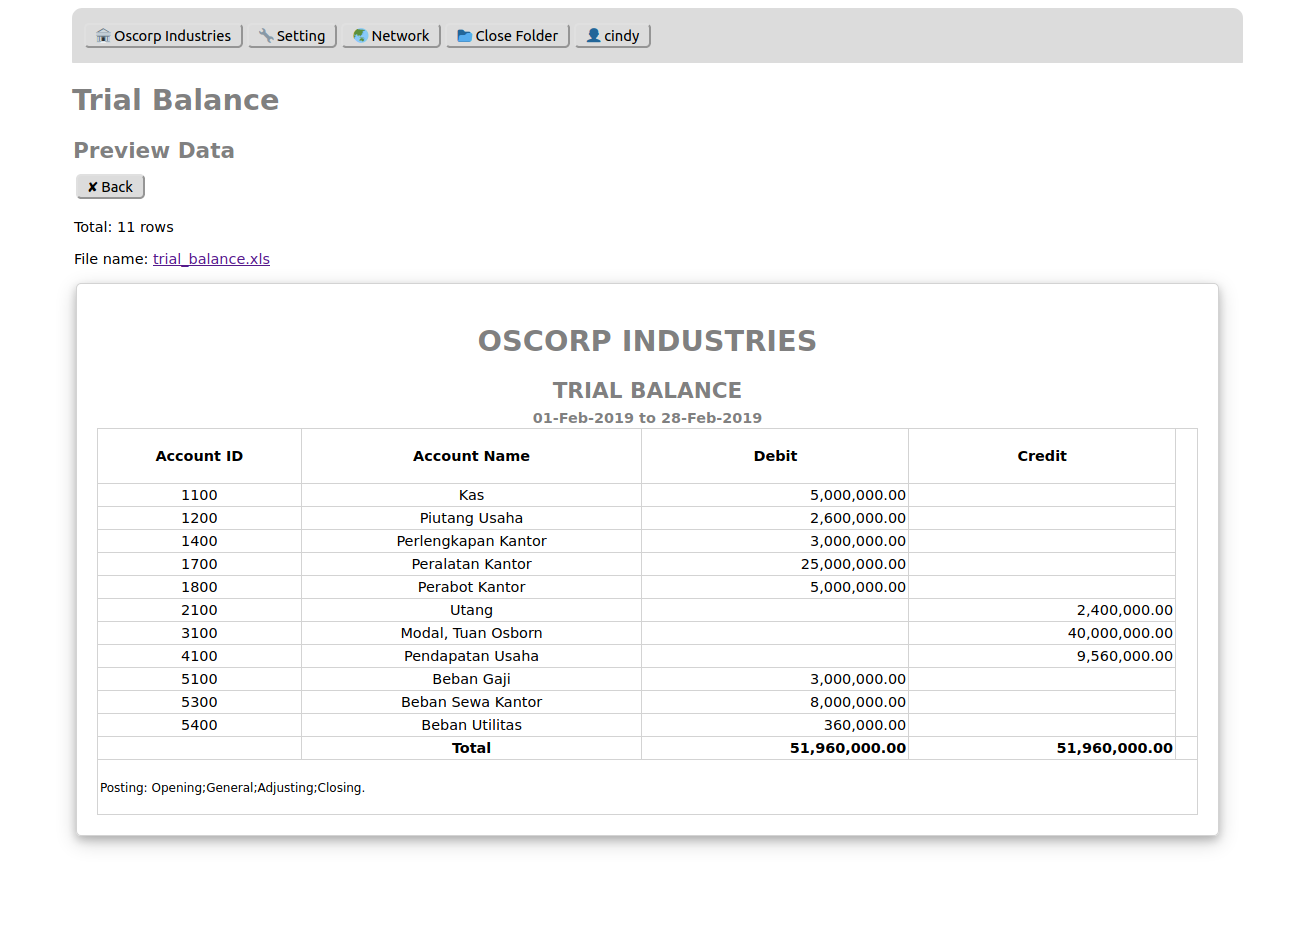 Oscorp Industries Setting Network Close Folder cindy
Trial Balance
Preview Data
✘ Back
Total: 11 rows
File name: trial_balance.xls
OSCORP INDUSTRIES
TRIAL BALANCE
01-Feb-2019 to 28-Feb-2019
Account ID Account Name Debit Credit
1100 Kas 5,000,000.00
1200 Piutang Usaha 2,600,000.00
1400 Perlengkapan Kantor 3,000,000.00
1700 Peralatan Kantor 25,000,000.00
1800 Perabot Kantor 5,000,000.00
2100 Utang 2,400,000.00
3100 Modal, Tuan Osborn 40,000,000.00
4100 Pendapatan Usaha 9,560,000.00
5100 Beban Gaji 3,000,000.00
5300 Beban Sewa Kantor 8,000,000.00
5400 Beban Utilitas 360,000.00
Total 51,960,000.00 51,960,000.00
Posting: Opening;General;Adjusting;Closing.